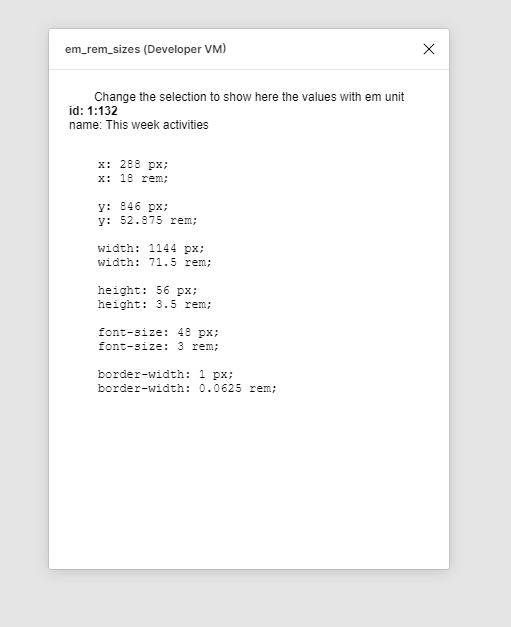 em_rem_sizes (Developer VM)
Change the selection to show here the values with em unit
id: 1:132
name: This week activities
x: 288 px;
x: 18 rem;
y: 846 px;
y: 52.875 rem;
width: 1144 px;
width: 71.5 rem;
height: 56 px;
height: 3.5 rem;
font-size: 48 px;
font-size: 3 rem;
border-width: 1 px;
border-width: 0.0625 rem;